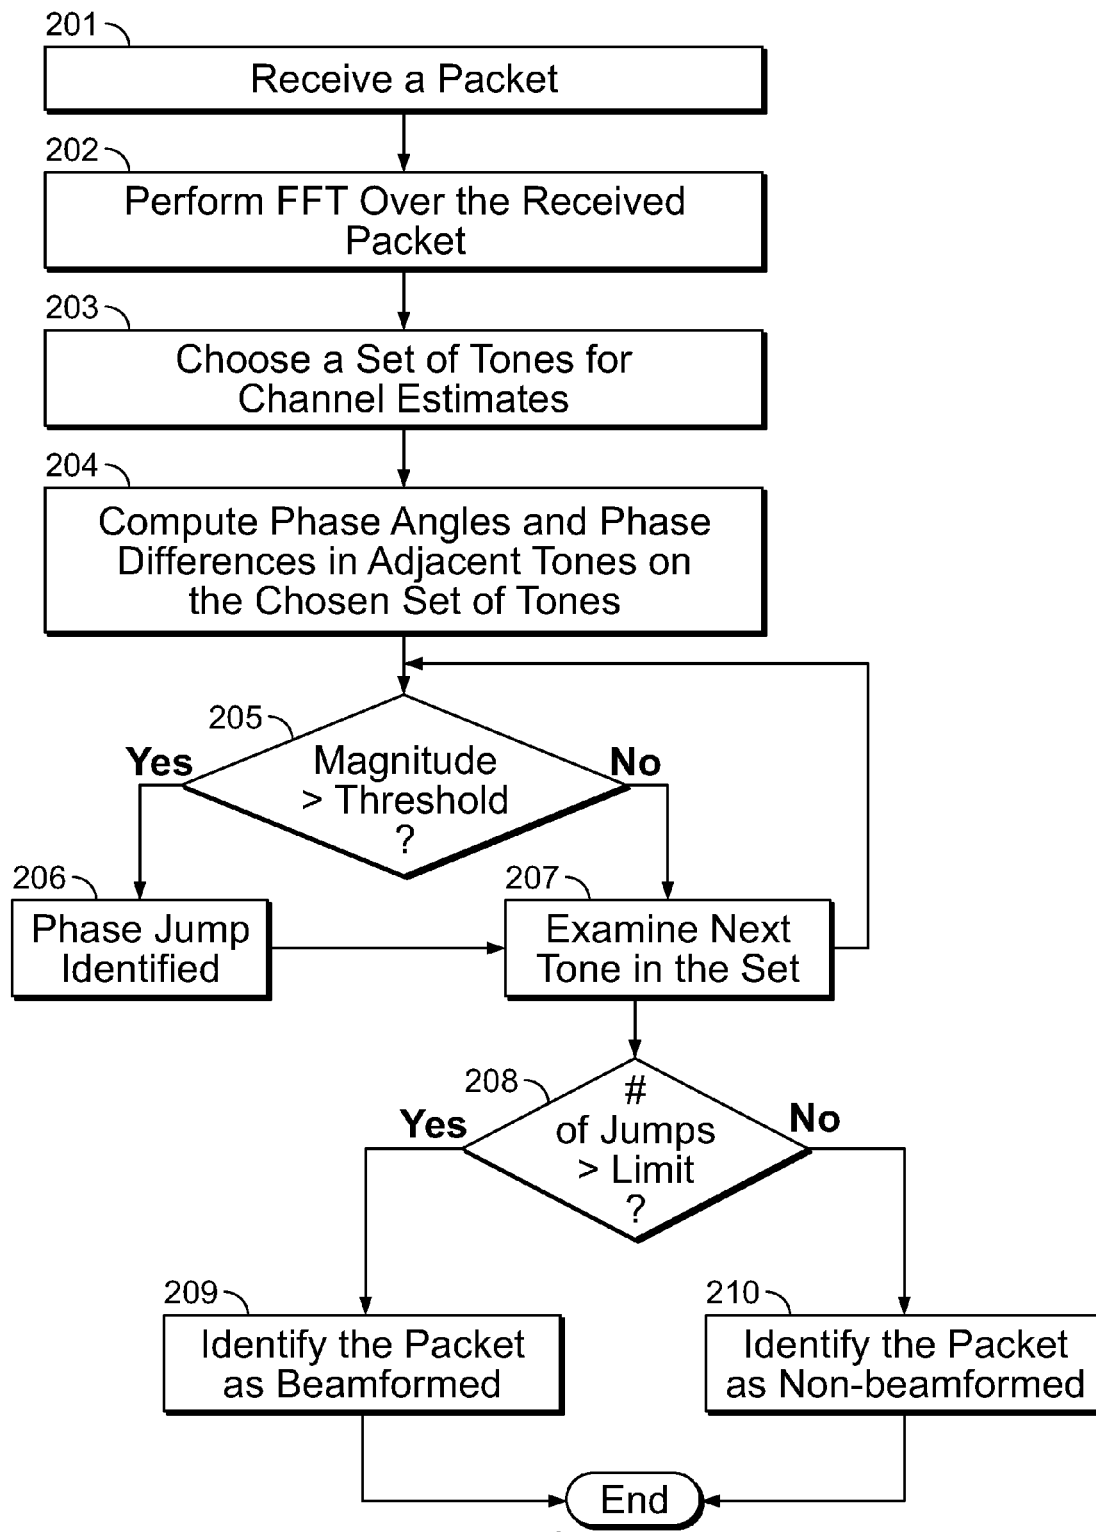 201
Receive a Packet
202
Perform FFT Over the Received
Packet
203
Choose a Set of Tones for
Channel Estimates
204
Compute Phase Angles and Phase
Differences in Adjacent Tones on
the Chosen Set of Tones
205
Yes
No
Magnitude
> Threshold
?
206
Phase Jump
Identified
207
Examine Next
Tone in the Set
208
Yes
No
#
of Jumps
> Limit
?
209
Identify the Packet
as Beamformed
210
Identify the Packet
as Non-beamformed
End